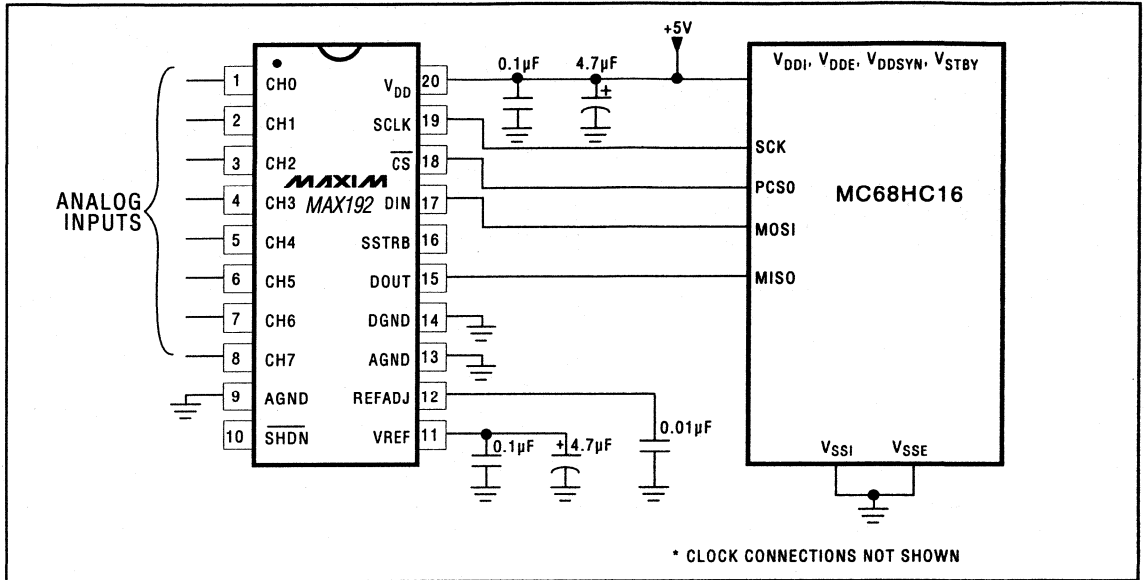 +5V
0.1µF
4.7µF
+
VDDI, VDDE, VDDSYN, VSTBY
ANALOG
INPUTS
1 CH0
2 CH1
3 CH2
4 CH3
5 CH4
6 CH5
7 CH6
8 CH7
9 AGND
10 S̅H̅D̅N̅
MAXIM
MAX192
VDD 20
SCLK 19
C̅S̅ 18
DIN 17
SSTRB 16
DOUT 15
DGND 14
AGND 13
REFADJ 12
VREF 11
0.1µF
+ 4.7µF
0.01µF
SCK
PCS0
MOSI
MISO
MC68HC16
VSSI
VSSE
* CLOCK CONNECTIONS NOT SHOWN